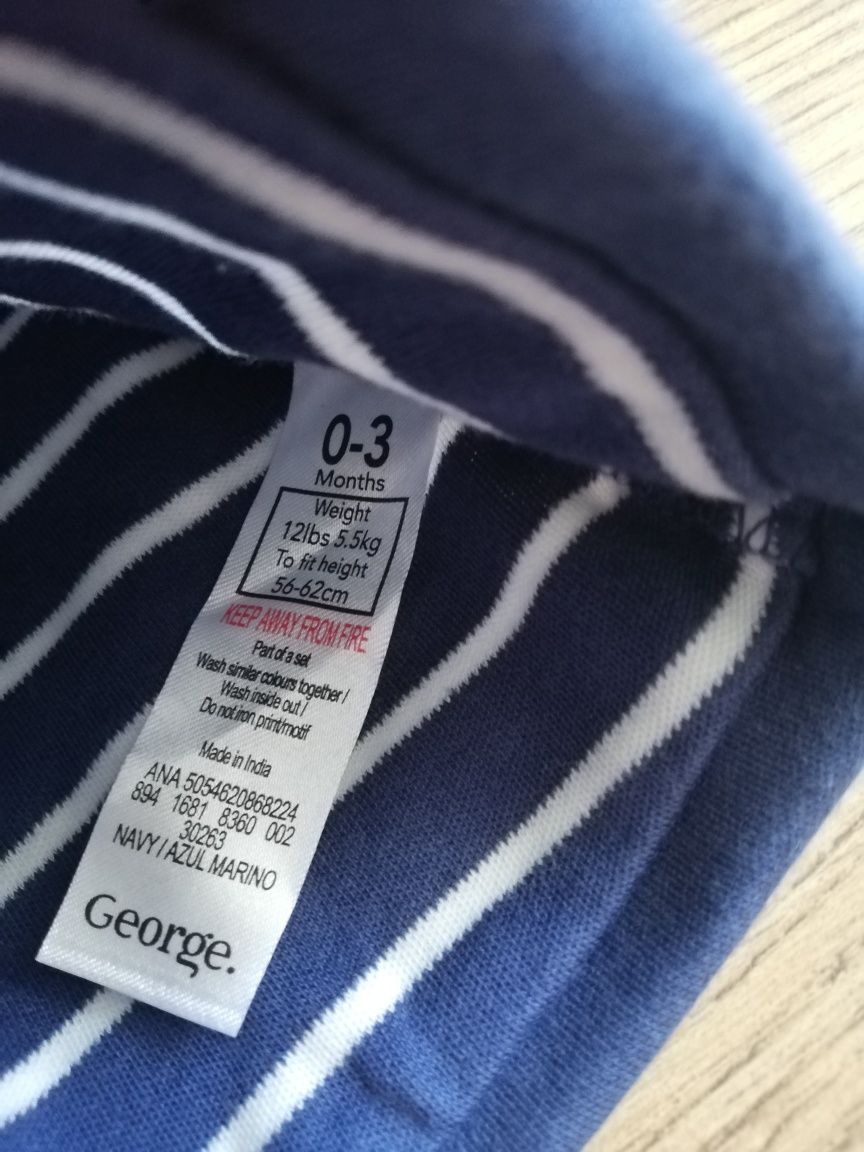 0-3
Months
Weight
12lbs 5.5kg
To fit height
56-62cm
KEEP AWAY FROM FIRE
Part of a set
Wash similar colours together /
Wash inside out /
Do not iron print/motif
Made in India
ANA 5054620868224
894 1681 8360 002
30263
NAVY / AZUL MARINO
George.